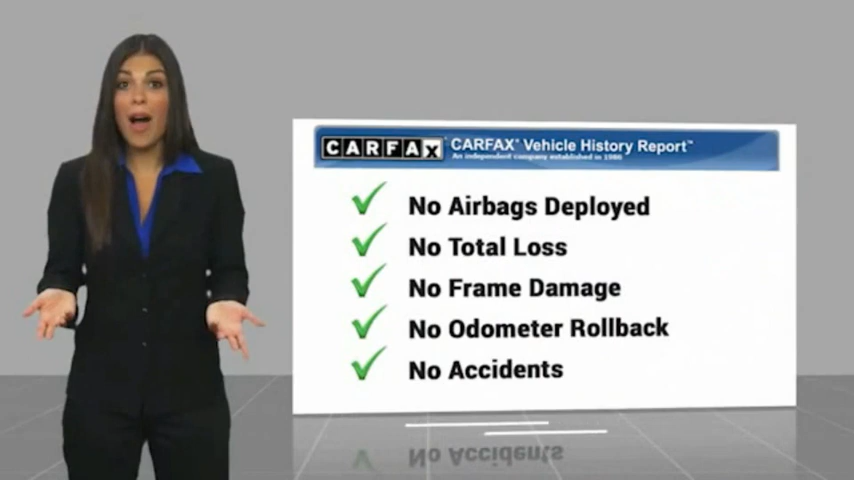 CARFAX CARFAX® Vehicle History Report™
An independent company established in 1986
No Airbags Deployed
No Total Loss
No Frame Damage
No Odometer Rollback
No Accidents
No Accidents